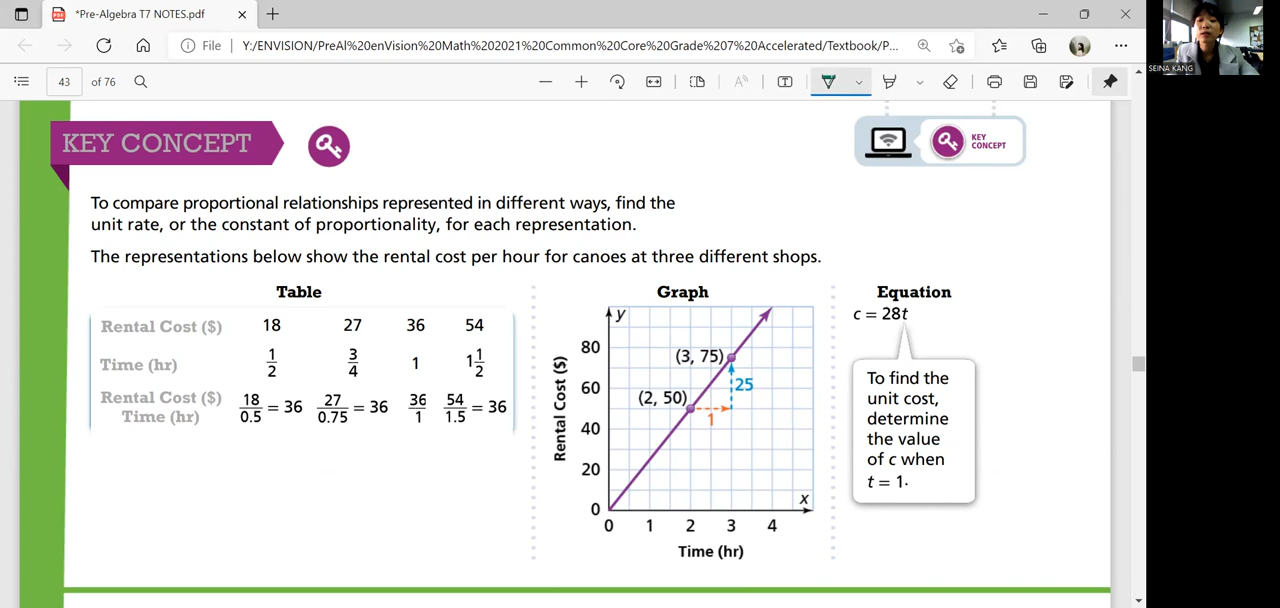 *Pre-Algebra T7 NOTES.pdf
File Y:/ENVISION/PreAl%20enVision%20Math%202021%20Common%20Core%20Grade%207%20Accelerated/Textbook/P...
43 of 76
SEINA KANG
KEY CONCEPT
KEY
CONCEPT
To compare proportional relationships represented in different ways, find the
unit rate, or the constant of proportionality, for each representation.
The representations below show the rental cost per hour for canoes at three different shops.
Table
Rental Cost ($) 18 27 36 54
Time (hr) 1/2 3/4 1 1 1/2
Rental Cost ($)
Time (hr)
18/0.5 = 36 27/0.75 = 36 36/1 54/1.5 = 36
Graph
y
80
60
40
20
0
(3, 75)
(2, 50)
25
1
x
0 1 2 3 4
Rental Cost ($)
Time (hr)
Equation
c = 28t
To find the
unit cost,
determine
the value
of c when
t = 1.